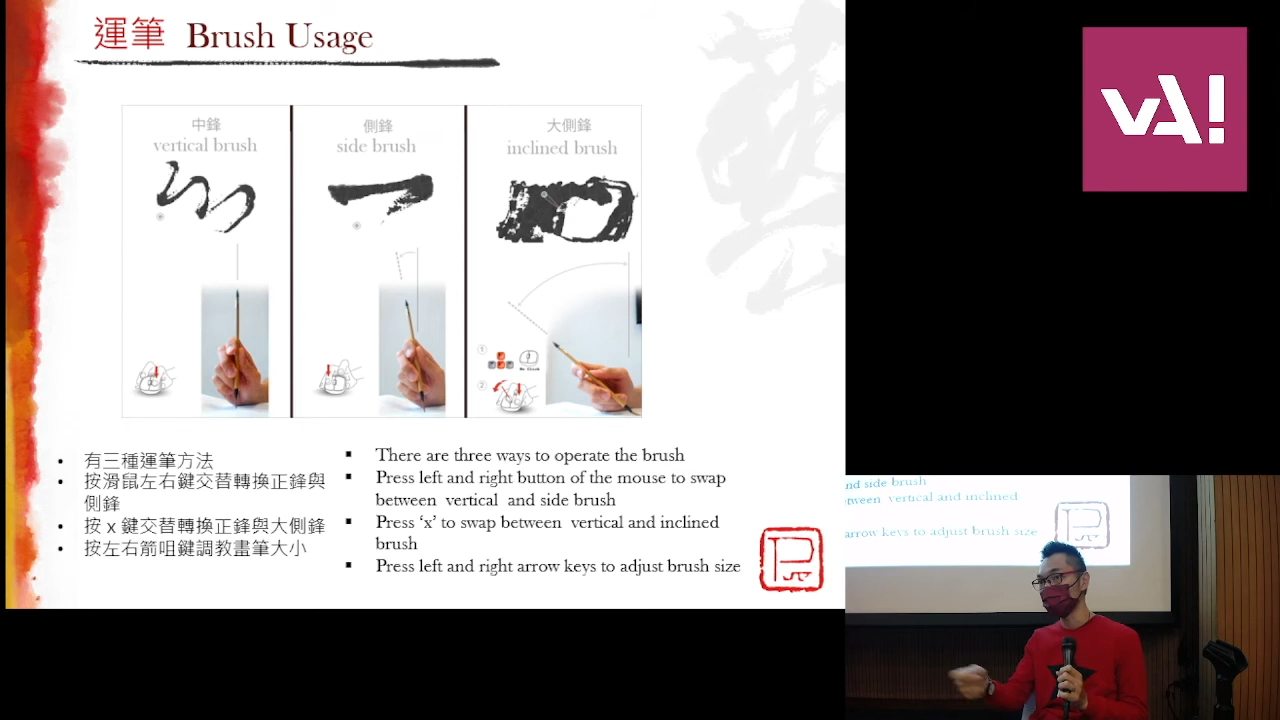 運筆 Brush Usage
中鋒
vertical brush
側鋒
side brush
大側鋒
inclined brush
1
No Click
2
有三種運筆方法
按滑鼠左右鍵交替轉換正鋒與
側鋒
按 x 鍵交替轉換正鋒與大側鋒
按左右箭咀鍵調教畫筆大小
There are three ways to operate the brush
Press left and right button of the mouse to swap
between vertical and side brush
Press ‘x’ to swap between vertical and inclined
brush
Press left and right arrow keys to adjust brush size
vA!
and side brush
tween vertical and inclined
arrow keys to adjust brush size